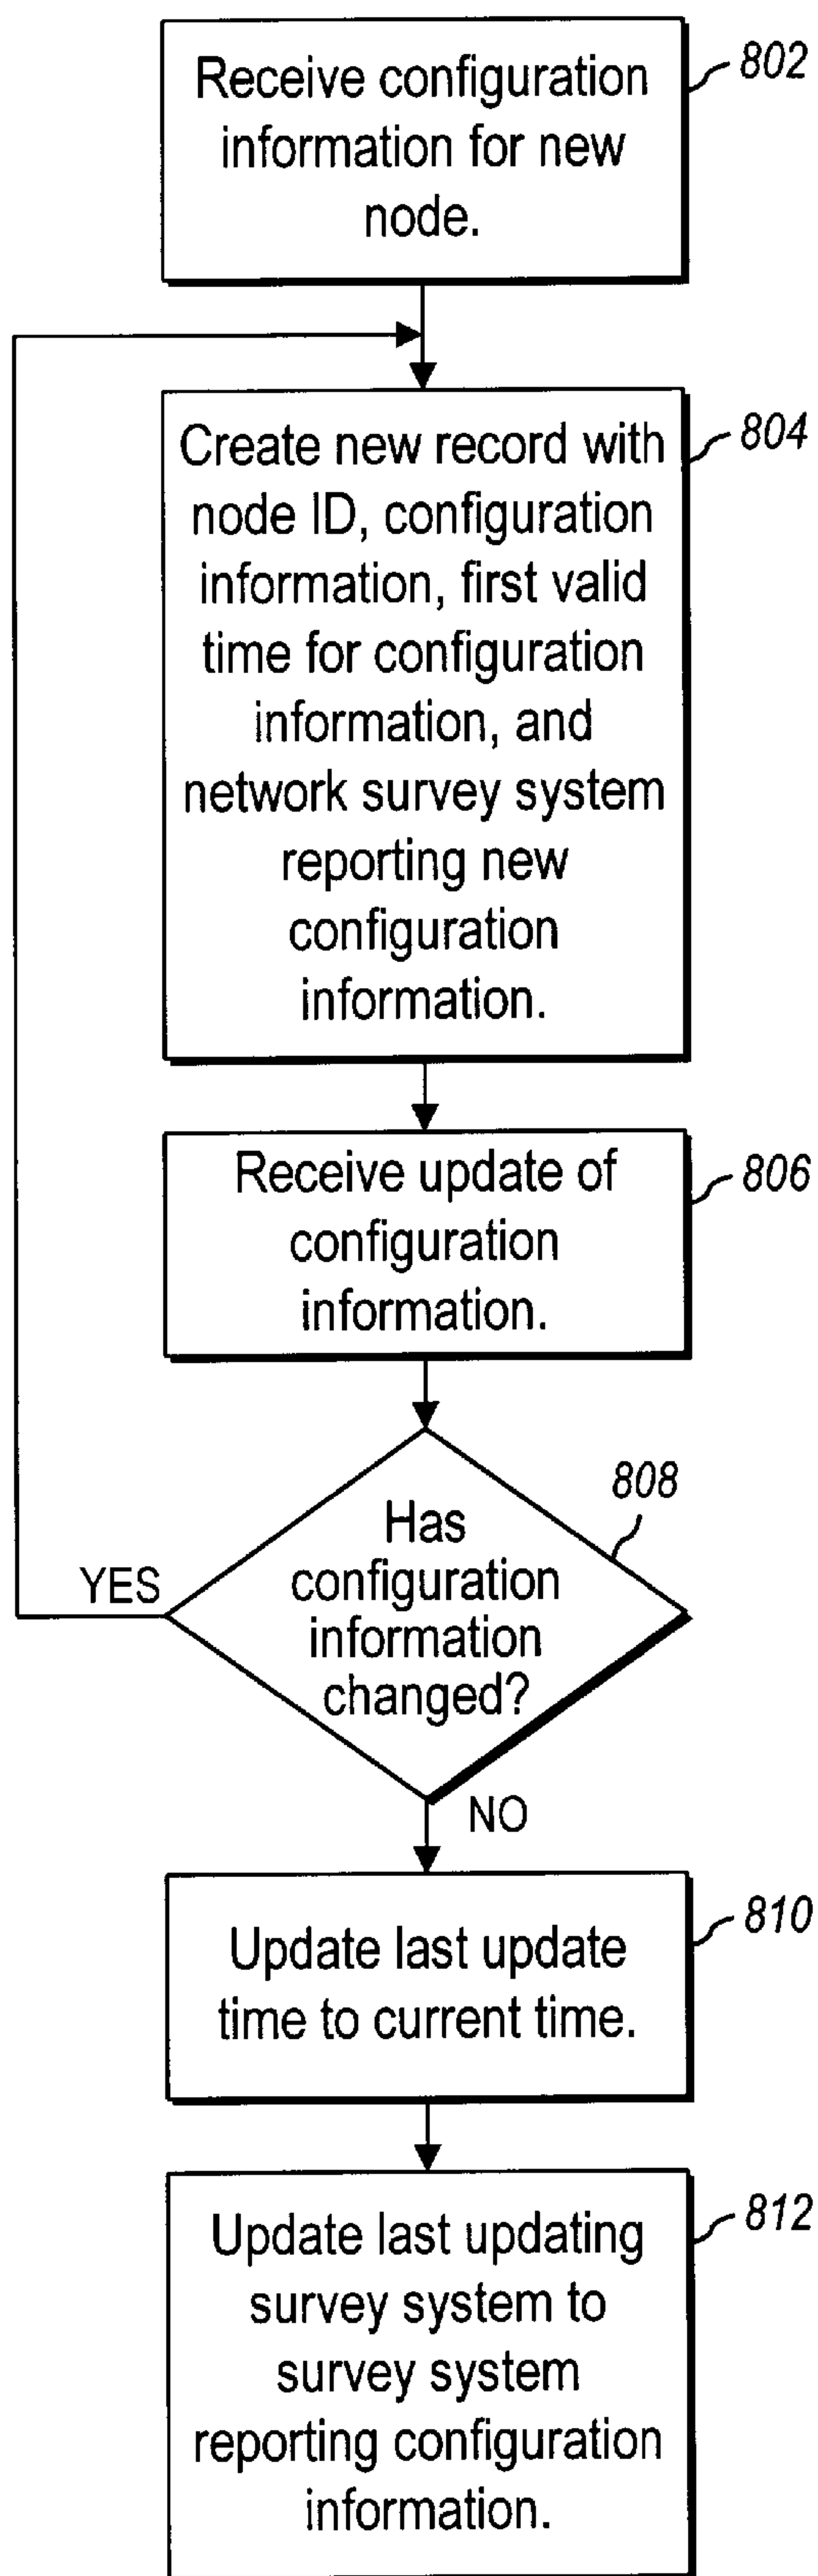 Receive configuration
information for new
node.
802
Create new record with
node ID, configuration
information, first valid
time for configuration
information, and
network survey system
reporting new
configuration
information.
804
Receive update of
configuration
information.
806
Has
configuration
information
changed?
808
YES
NO
Update last update
time to current time.
810
Update last updating
survey system to
survey system
reporting configuration
information.
812